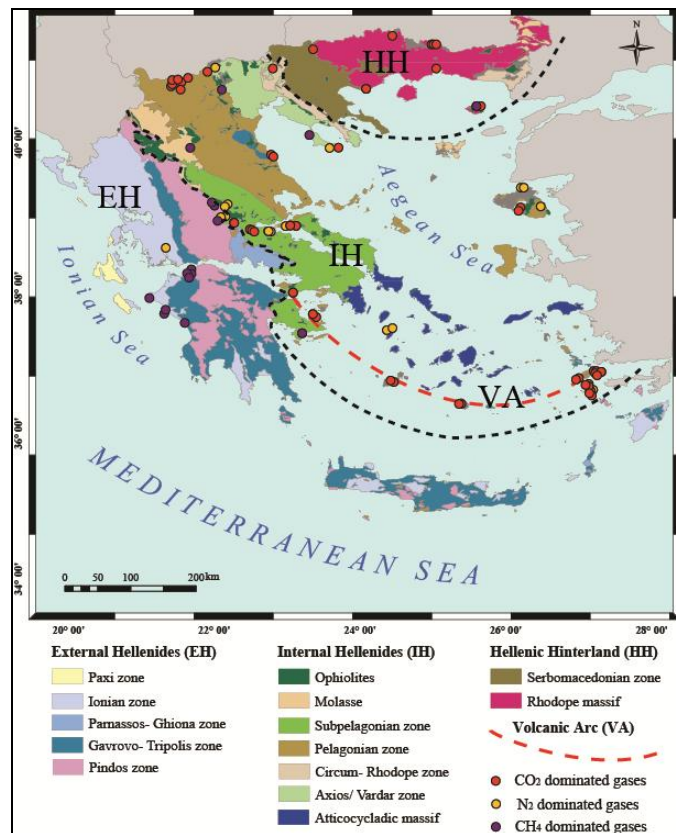 N
HH
40° 00'
EH
Aegean Sea
Ionian Sea
IH
38° 00'
VA
36° 00'
MEDITERRANEAN SEA
34° 00'
0 50 100 200 km
20° 00' 22° 00' 24° 00' 26° 00' 28° 00'
External Hellenides (EH)
Paxi zone
Ionian zone
Parnassos- Ghiona zone
Gavrovo- Tripolis zone
Pindos zone
Internal Hellenides (IH)
Ophiolites
Molasse
Subpelagonian zone
Pelagonian zone
Circum- Rhodope zone
Axios/ Vardar zone
Atticocycladic massif
Hellenic Hinterland (HH)
Serbomacedonian zone
Rhodope massif
Volcanic Arc (VA)
CO2 dominated gases
N2 dominated gases
CH4 dominated gases